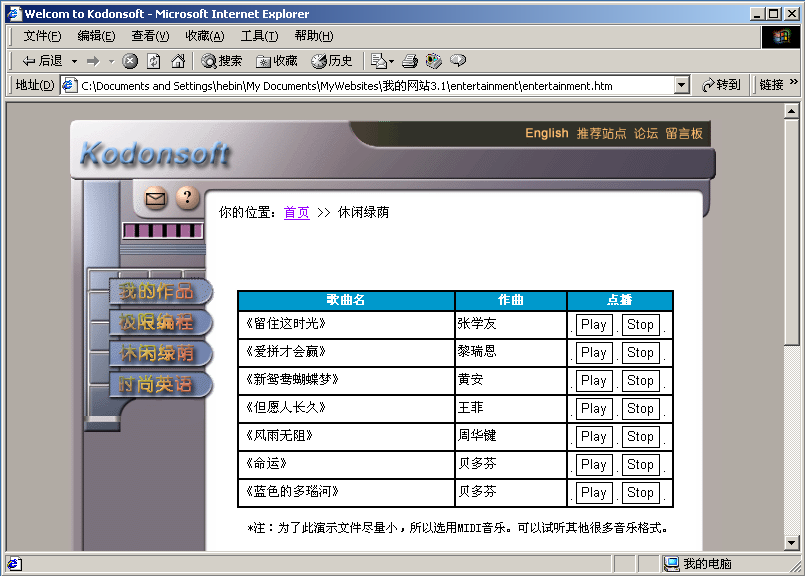 Welcom to Kodonsoft - Microsoft Internet Explorer
文件(F) 编辑(E) 查看(V) 收藏(A) 工具(T) 帮助(H)
后退 搜索 收藏 历史
地址(D) C:\Documents and Settings\hebin\My Documents\MyWebsites\我的网站3.1\entertainment\entertainment.htm 转到 链接 »
English 推荐站点 论坛 留言板
Kodonsoft
?
你的位置: 首页 >> 休闲绿荫
我的作品
极限编程
休闲绿荫
时尚英语
歌曲名 作曲 点播
《留住这时光》 张学友 . Play . Stop .
《爱拼才会赢》 黎瑞恩 . Play . Stop .
《新鸳鸯蝴蝶梦》 黄安 . Play . Stop .
《但愿人长久》 王菲 . Play . Stop .
《风雨无阻》 周华键 . Play . Stop .
《命运》 贝多芬 . Play . Stop .
《蓝色的多瑙河》 贝多芬 . Play . Stop .
*注：为了此演示文件尽量小，所以选用MIDI音乐。可以试听其他很多音乐格式。
我的电脑